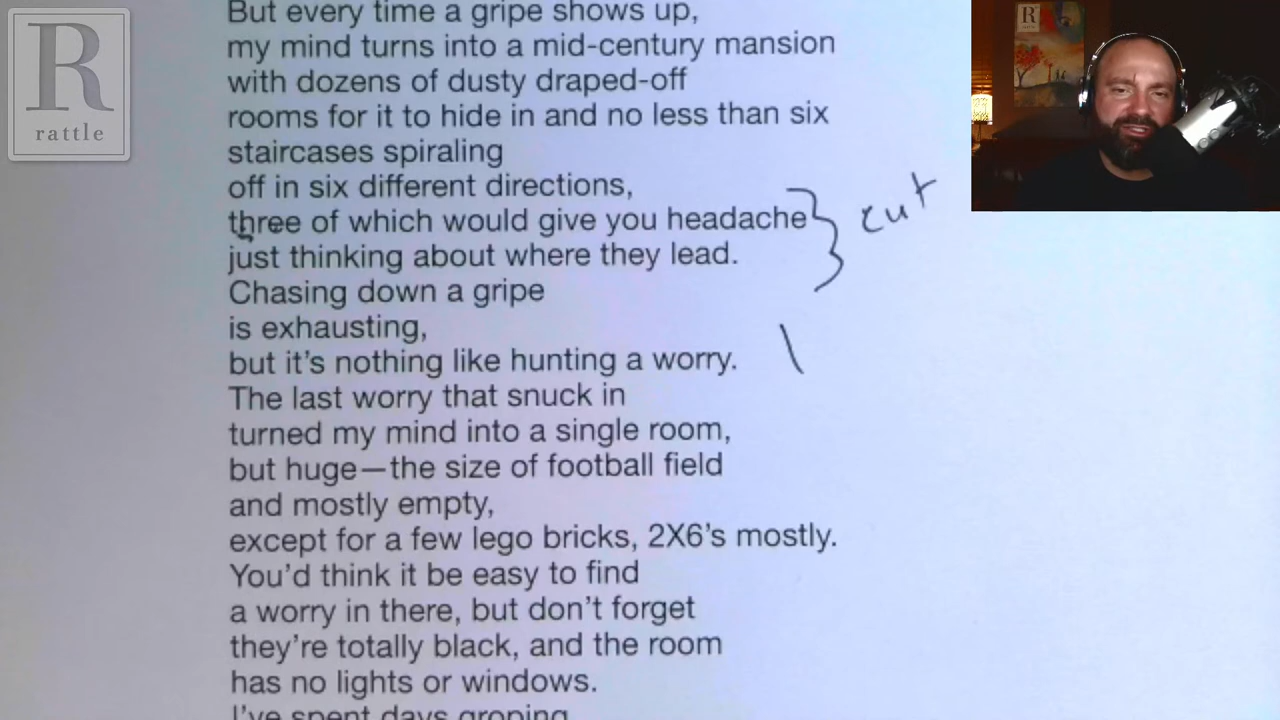 R
rattle
But every time a gripe shows up,
my mind turns into a mid-century mansion
with dozens of dusty draped-off
rooms for it to hide in and no less than six
staircases spiraling
off in six different directions,
three of which would give you headache
just thinking about where they lead.
cut
Chasing down a gripe
is exhausting,
but it's nothing like hunting a worry.
The last worry that snuck in
turned my mind into a single room,
but huge—the size of football field
and mostly empty,
except for a few lego bricks, 2X6's mostly.
You'd think it be easy to find
a worry in there, but don't forget
they're totally black, and the room
has no lights or windows.
I've spent days groping